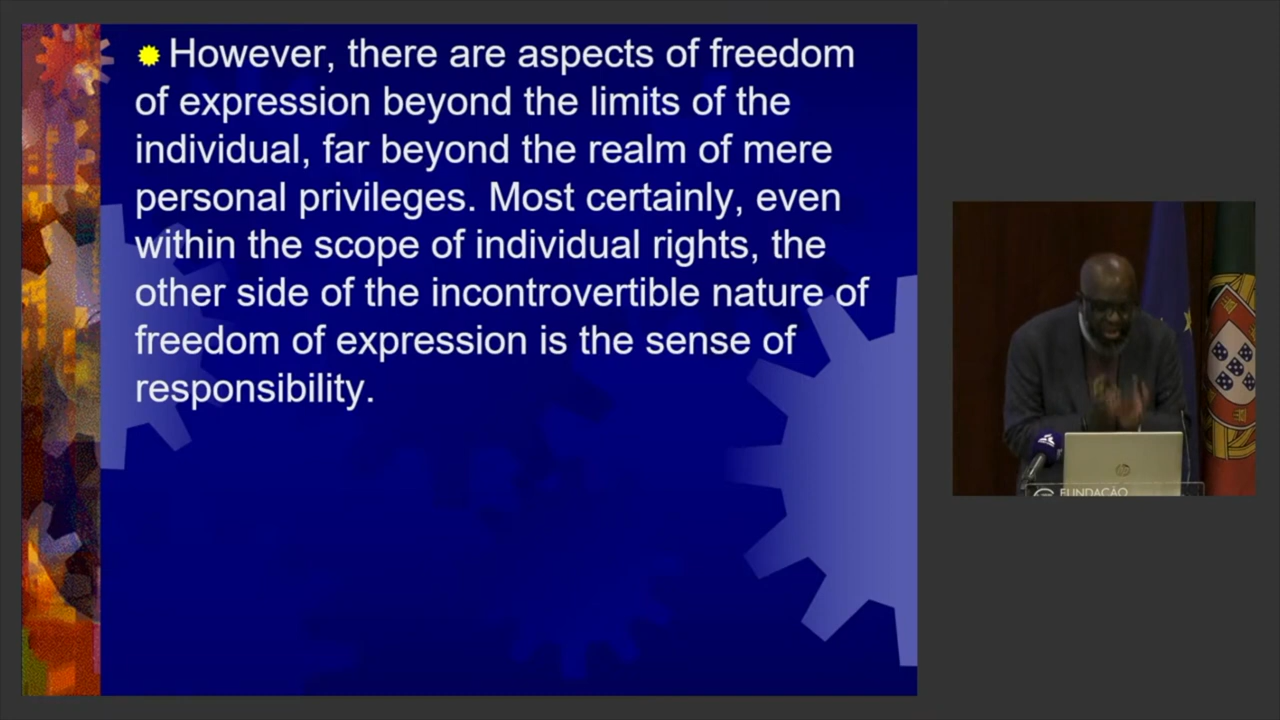 However, there are aspects of freedom
of expression beyond the limits of the
individual, far beyond the realm of mere
personal privileges. Most certainly, even
within the scope of individual rights, the
other side of the incontrovertible nature of
freedom of expression is the sense of
responsibility.
hp
FUNDAÇÃO